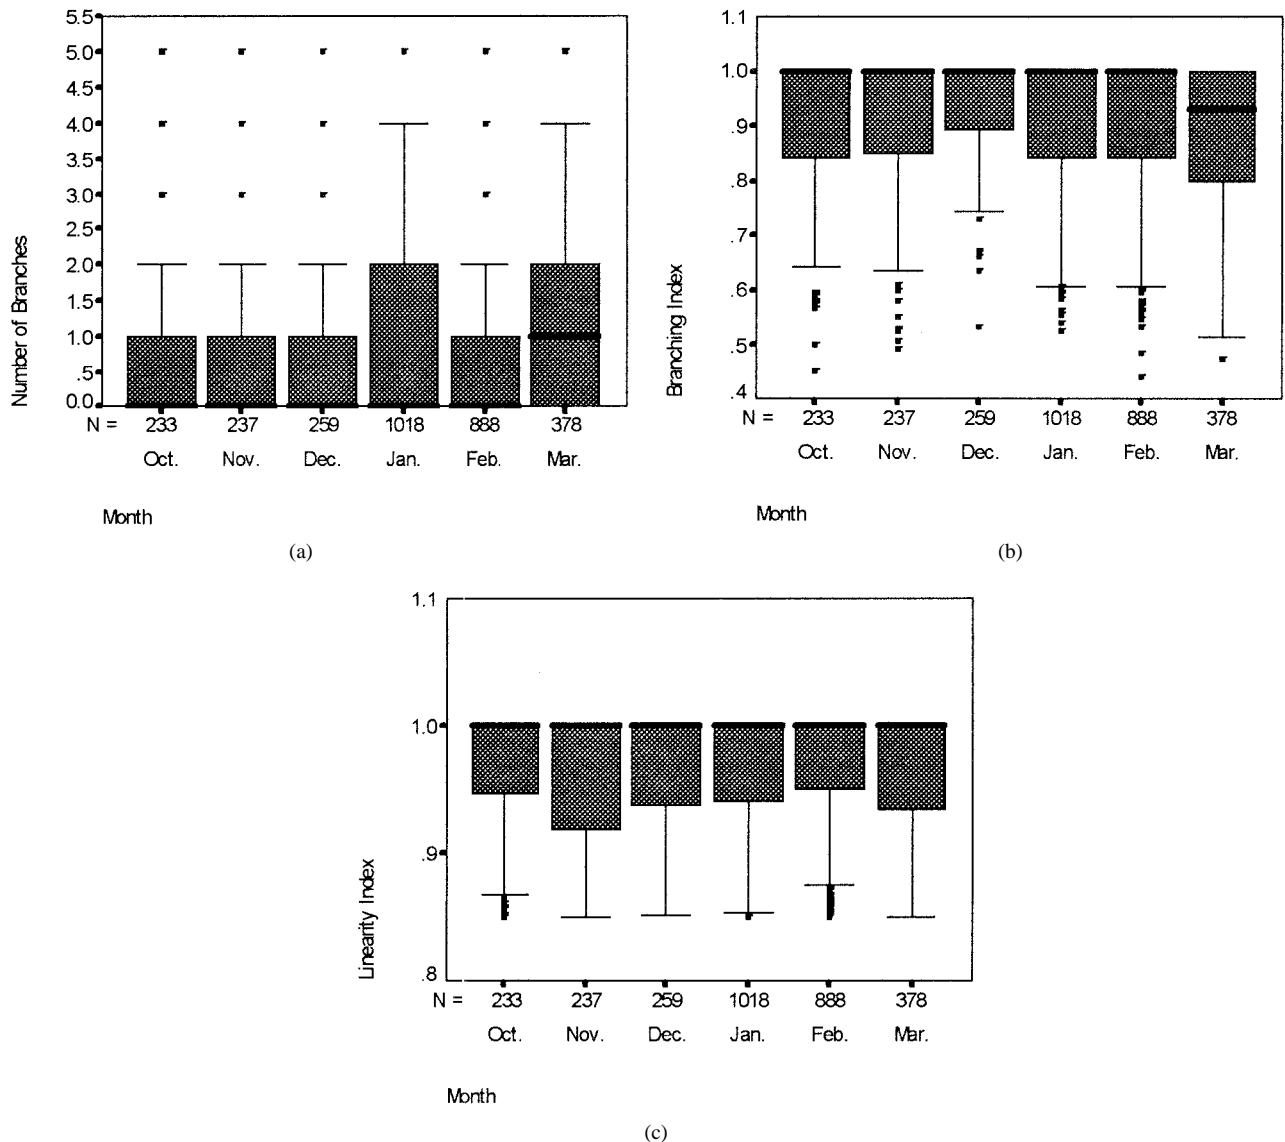 5.5
5.0
4.5
4.0
3.5
3.0
2.5
2.0
1.5
1.0
.5
0.0
Number of Branches
N = 233 237 259 1018 888 378
Oct. Nov. Dec. Jan. Feb. Mar.
Month
(a)
1.1
1.0
.9
.8
.7
.6
.5
.4
Branching Index
N = 233 237 259 1018 888 378
Oct. Nov. Dec. Jan. Feb. Mar.
Month
(b)
1.1
1.0
.9
.8
Linearity Index
N = 233 237 259 1018 888 378
Oct. Nov. Dec. Jan. Feb. Mar.
Month
(c)